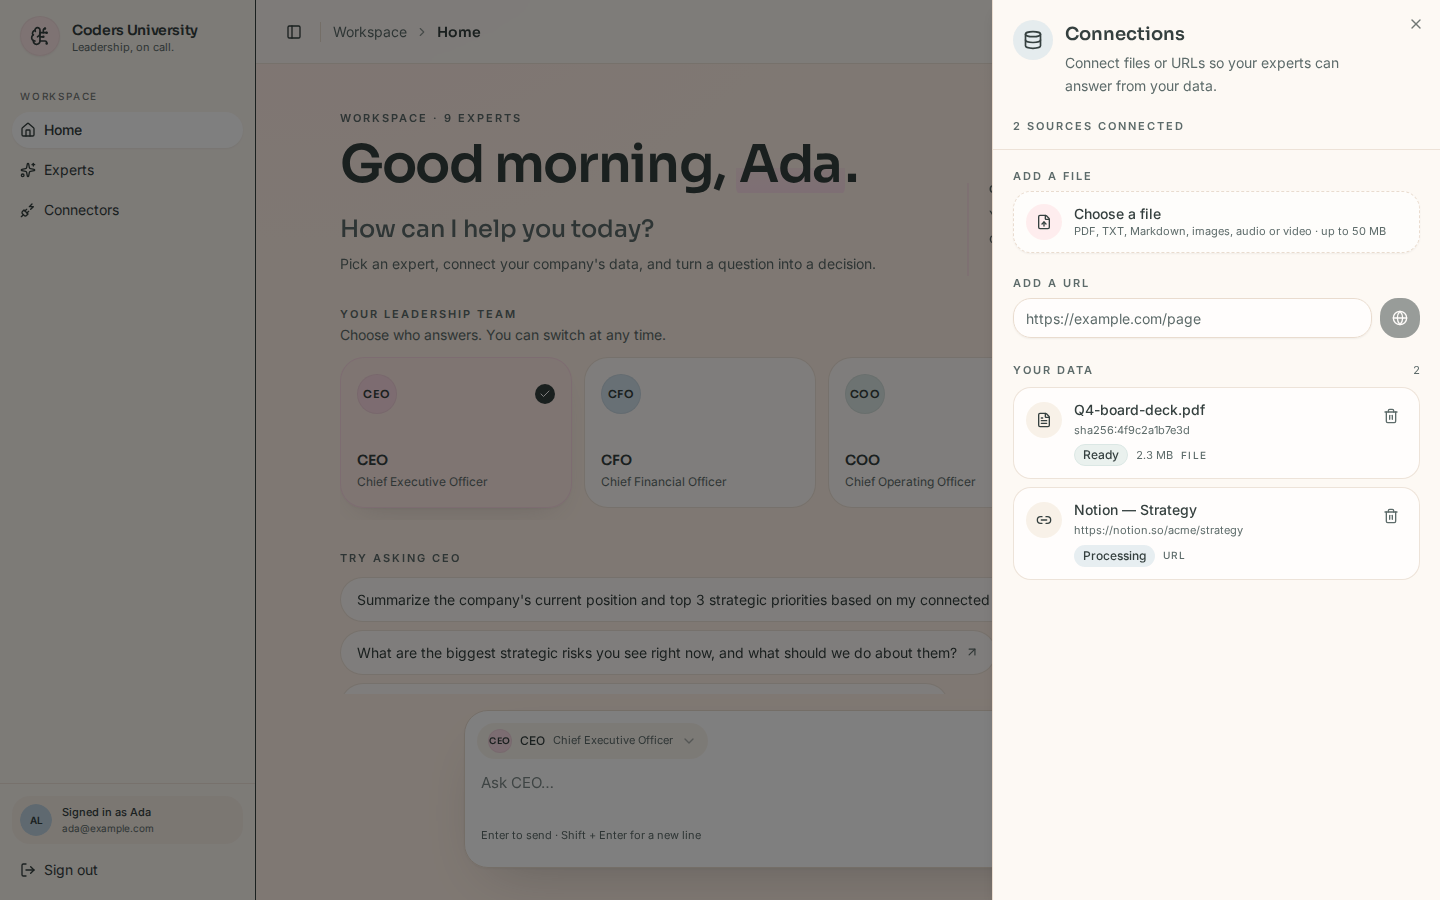 Coders University
Leadership, on call.
WORKSPACE
Home
Experts
Connectors
AL
Signed in as Ada
ada@example.com
Sign out
Workspace
Home
WORKSPACE · 9 EXPERTS
Good morning, Ada.
How can I help you today?
Pick an expert, connect your company's data, and turn a question into a decision.
YOUR LEADERSHIP TEAM
Choose who answers. You can switch at any time.
CEO
CEO
Chief Executive Officer
CFO
CFO
Chief Financial Officer
COO
COO
Chief Operating Officer
TRY ASKING CEO
Summarize the company's current position and top 3 strategic priorities based on my connected
What are the biggest strategic risks you see right now, and what should we do about them?
CEO CEO Chief Executive Officer
Ask CEO...
Enter to send · Shift + Enter for a new line
Connections
Connect files or URLs so your experts can
answer from your data.
2 SOURCES CONNECTED
ADD A FILE
Choose a file
PDF, TXT, Markdown, images, audio or video · up to 50 MB
ADD A URL
https://example.com/page
YOUR DATA 2
Q4-board-deck.pdf
sha256:4f9c2a1b7e3d
Ready 2.3 MB FILE
Notion — Strategy
https://notion.so/acme/strategy
Processing URL